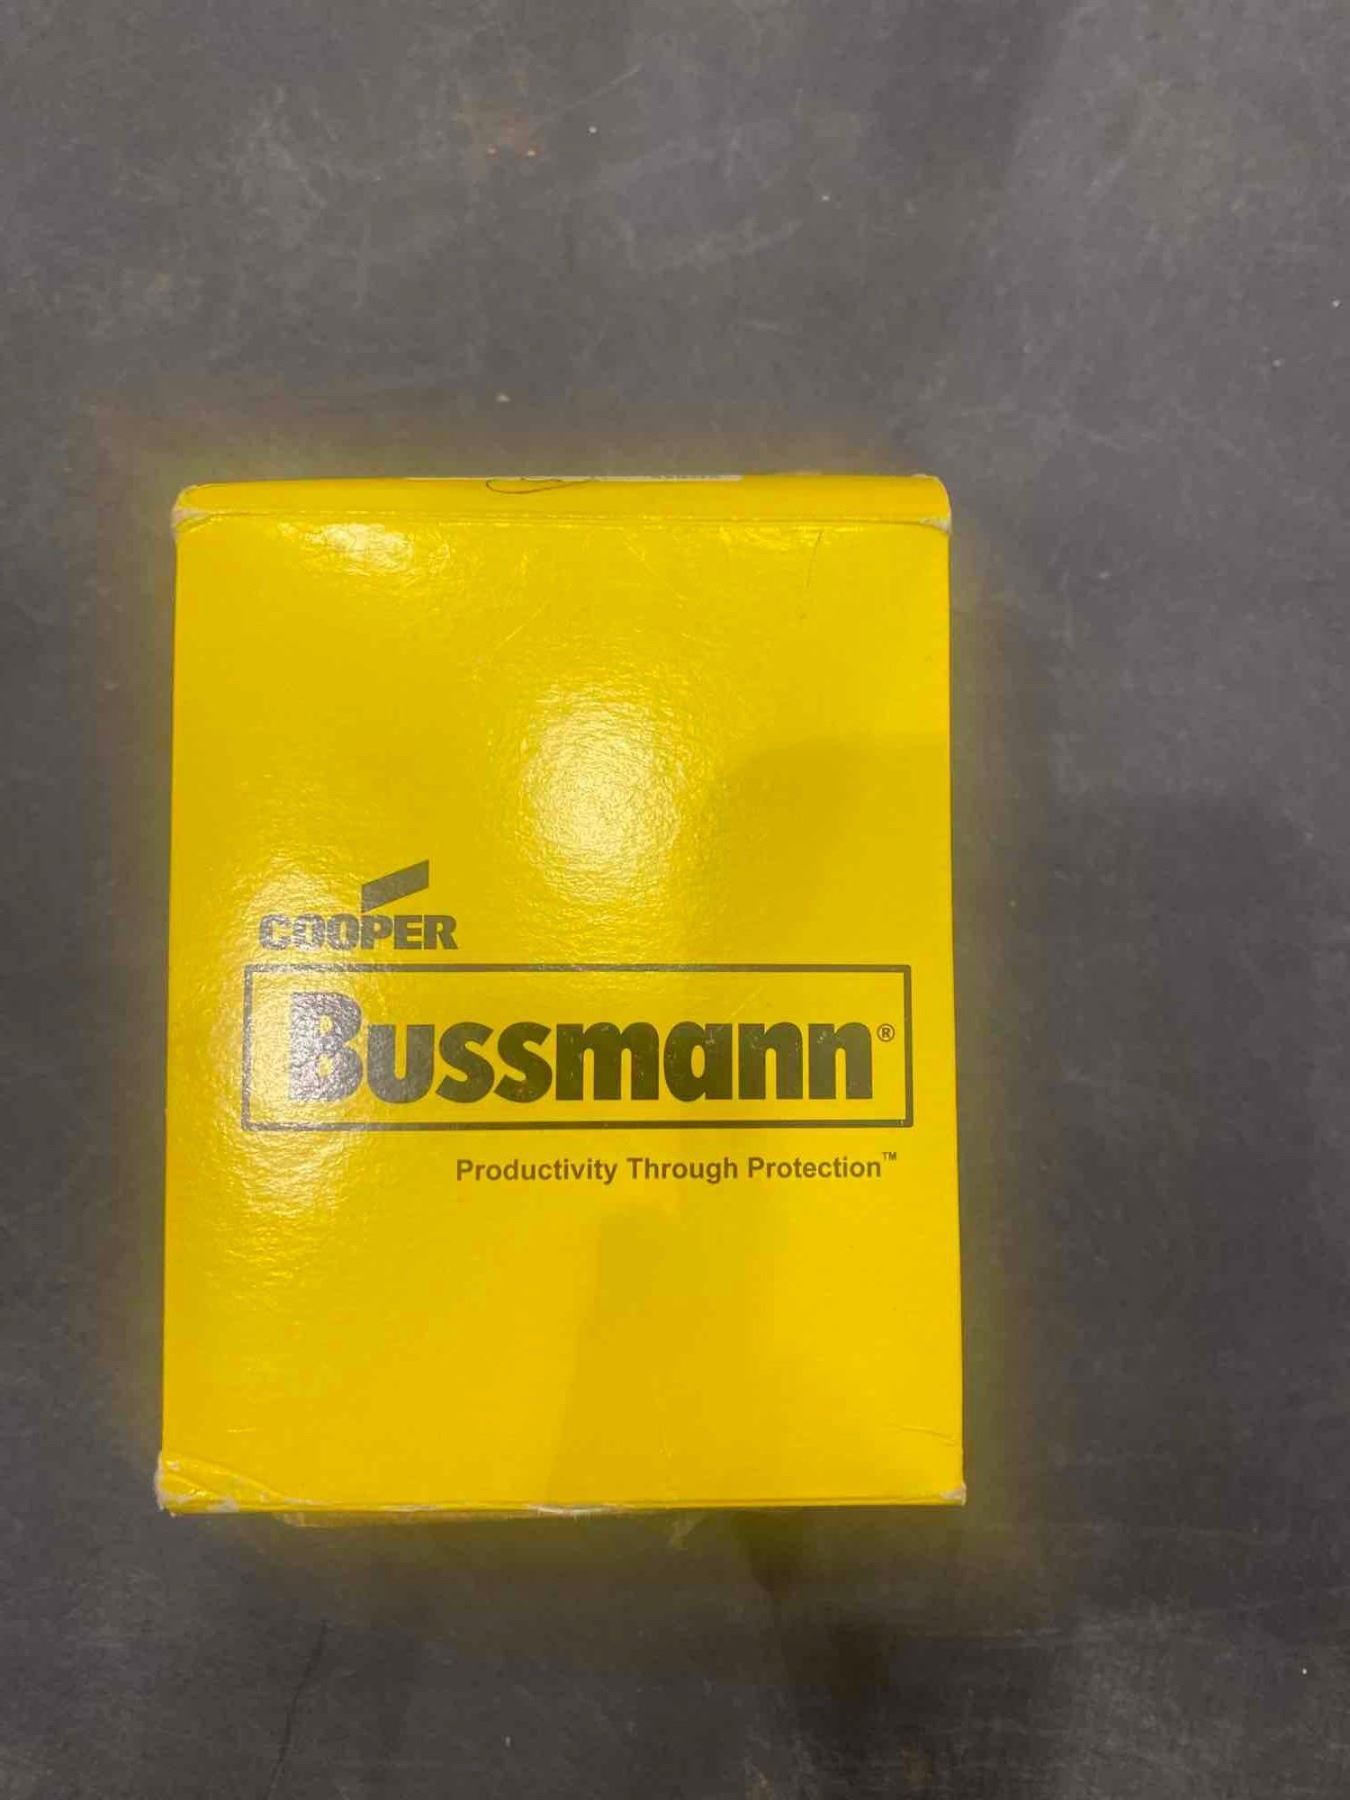 COOPER
Bussmann®
Productivity Through Protection™